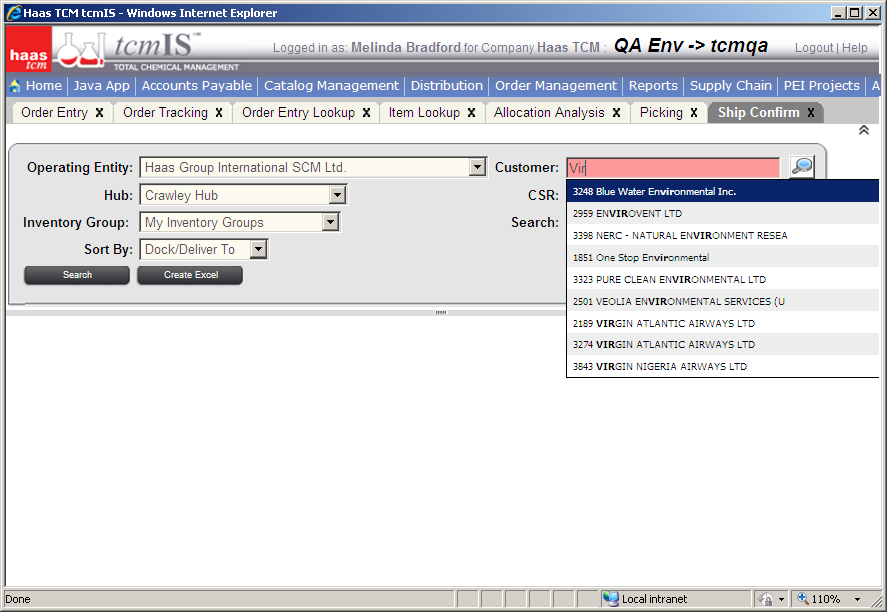 Haas TCM tcmIS - Windows Internet Explorer
haas tcm
tcmIS™
TOTAL CHEMICAL MANAGEMENT
Logged in as: Melinda Bradford for Company Haas TCM : QA Env -> tcmqa
Logout | Help
Home | Java App | Accounts Payable | Catalog Management | Distribution | Order Management | Reports | Supply Chain | PEI Projects | A
Order Entry X Order Tracking X Order Entry Lookup X Item Lookup X Allocation Analysis X Picking X Ship Confirm X
Operating Entity: Haas Group International SCM Ltd. Customer: Vir
Hub: Crawley Hub CSR:
Inventory Group: My Inventory Groups Search:
Sort By: Dock/Deliver To
Search Create Excel
3248 Blue Water Environmental Inc.
2959 ENVIROVENT LTD
3398 NERC - NATURAL ENVIRONMENT RESEA
1851 One Stop Environmental
3323 PURE CLEAN ENVIRONMENTAL LTD
2501 VEOLIA ENVIRONMENTAL SERVICES (U
2189 VIRGIN ATLANTIC AIRWAYS LTD
3274 VIRGIN ATLANTIC AIRWAYS LTD
3843 VIRGIN NIGERIA AIRWAYS LTD
Done Local intranet 110%